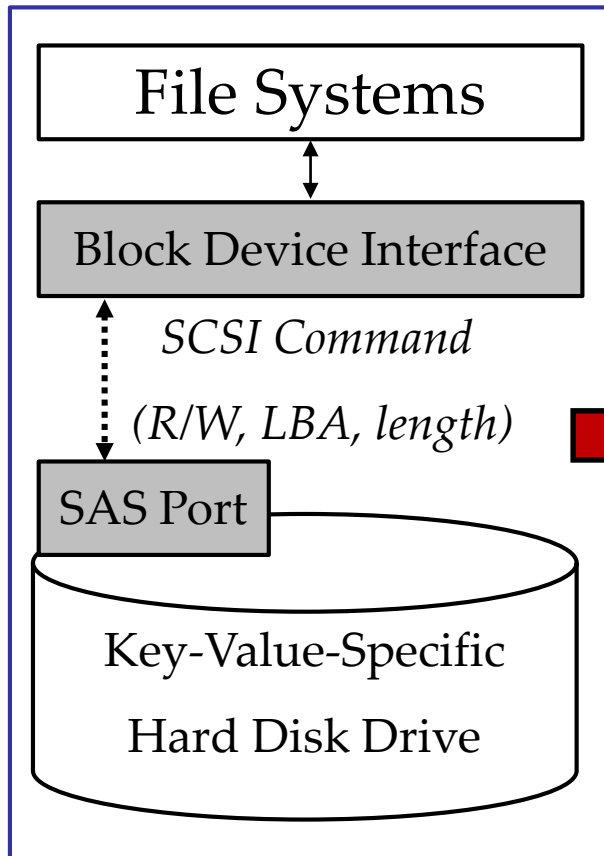 File Systems
Block Device Interface
SCSI Command
(R/W, LBA, length)
SAS Port
Key-Value-Specific
Hard Disk Drive